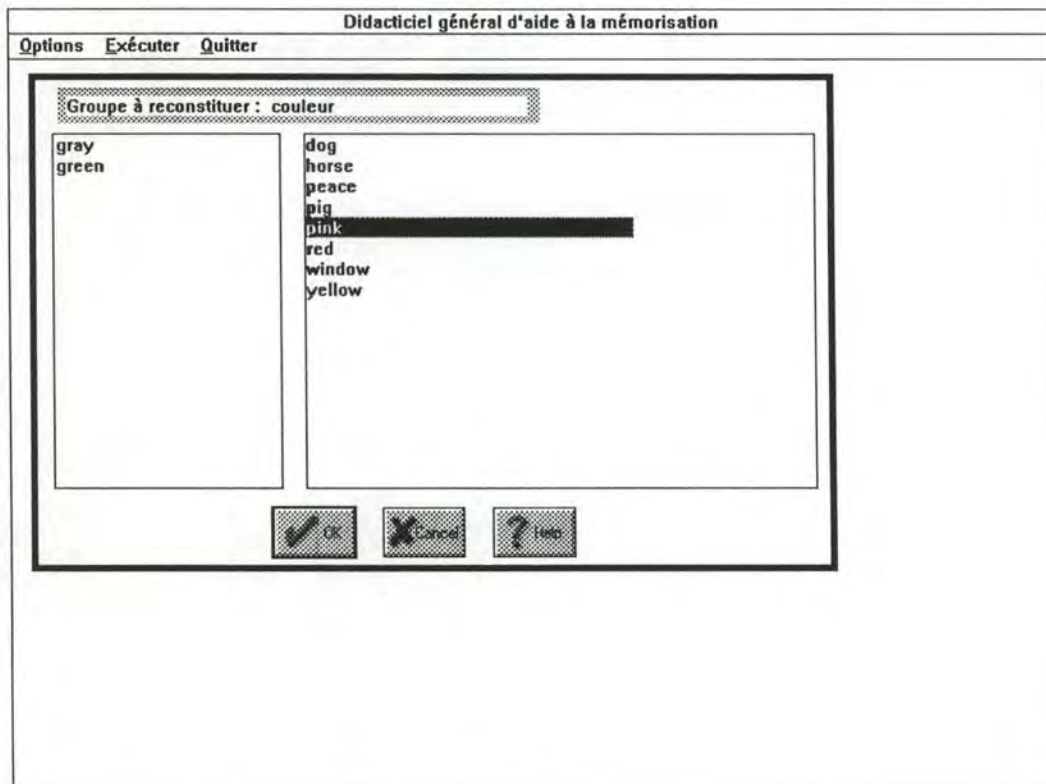 Didacticiel général d'aide à la mémorisation
Options Exécuter Quitter
Groupe à reconstituer : couleur
gray
green
dog
horse
peace
pig
pink
red
window
yellow
OK Cancel Help